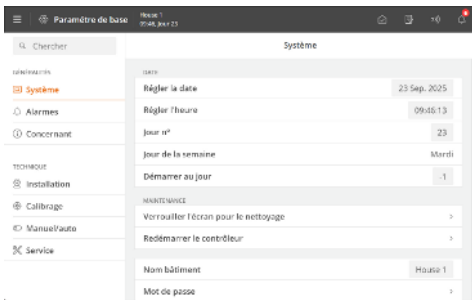 Paramétre de base
House 1
09:46, Jour 23
Chercher
Système
GÉNÉRALITÉS
Système
Alarmes
Concernant
TECHNIQUE
Installation
Calibrage
Manuel/auto
Service
DATE
Régler la date
23 Sep. 2025
Régler l'heure
09:46:13
Jour n°
23
Jour de la semaine
Mardi
Démarrer au jour
-1
MAINTENANCE
Verrouiller l'écran pour le nettoyage
Redémarrer le contrôleur
Nom bâtiment
House 1
Mot de passe